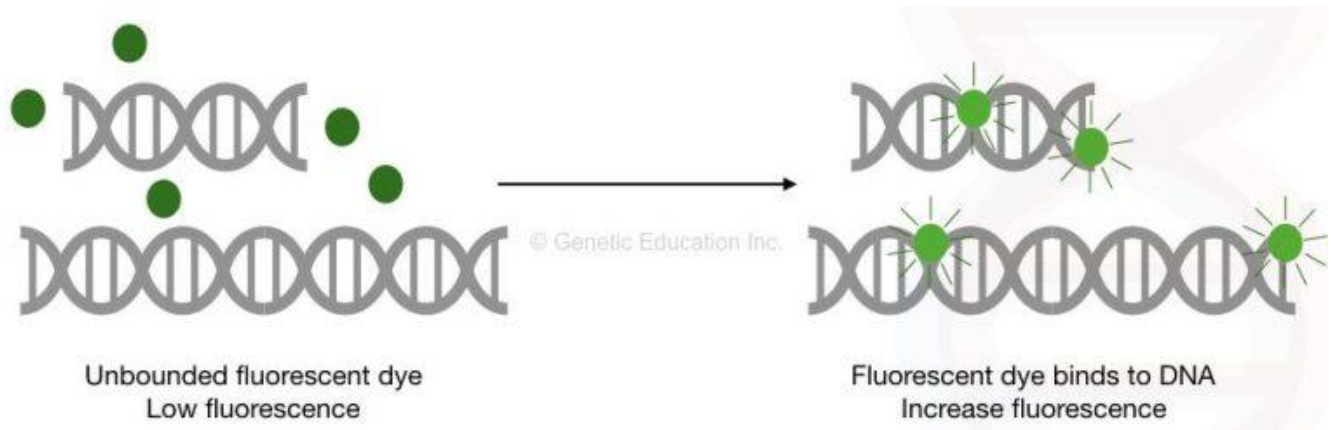 © Genetic Education Inc.
Unbounded fluorescent dye
Low fluorescence
Fluorescent dye binds to DNA
Increase fluorescence